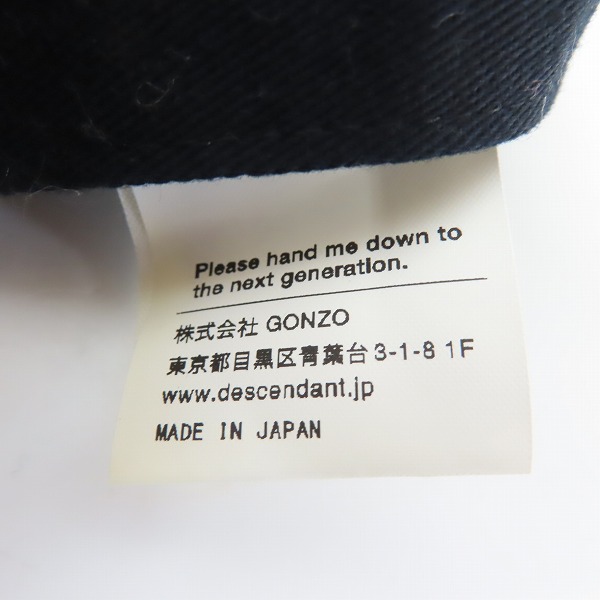 Please hand me down to
the next generation.
株式会社 GONZO
東京都目黒区青葉台3-1-8 1F
www.descendant.jp
MADE IN JAPAN